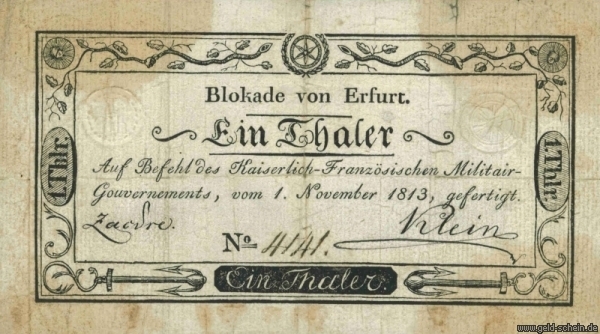 Blokade von Erfurt.
Ein Thaler
Auf Befehl des Kaiserlich-Französischen Militair-
Gouvernements, vom 1. November 1813, gefertigt.
Klein
No 4141.
1.Thlr.
1.Thlr.
Ein Thaler.
www.geld-schein.de